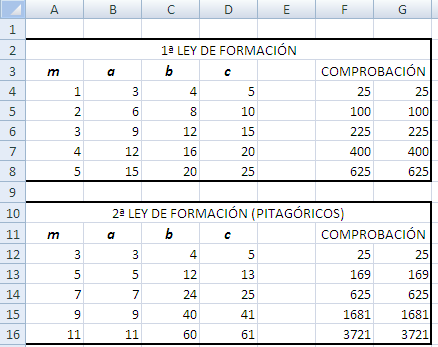 A B C D E F G
1
2 1ª LEY DE FORMACIÓN
3 m a b c COMPROBACIÓN
4 1 3 4 5 25 25
5 2 6 8 10 100 100
6 3 9 12 15 225 225
7 4 12 16 20 400 400
8 5 15 20 25 625 625
9
10 2ª LEY DE FORMACIÓN (PITAGÓRICOS)
11 m a b c COMPROBACIÓN
12 3 3 4 5 25 25
13 5 5 12 13 169 169
14 7 7 24 25 625 625
15 9 9 40 41 1681 1681
16 11 11 60 61 3721 3721